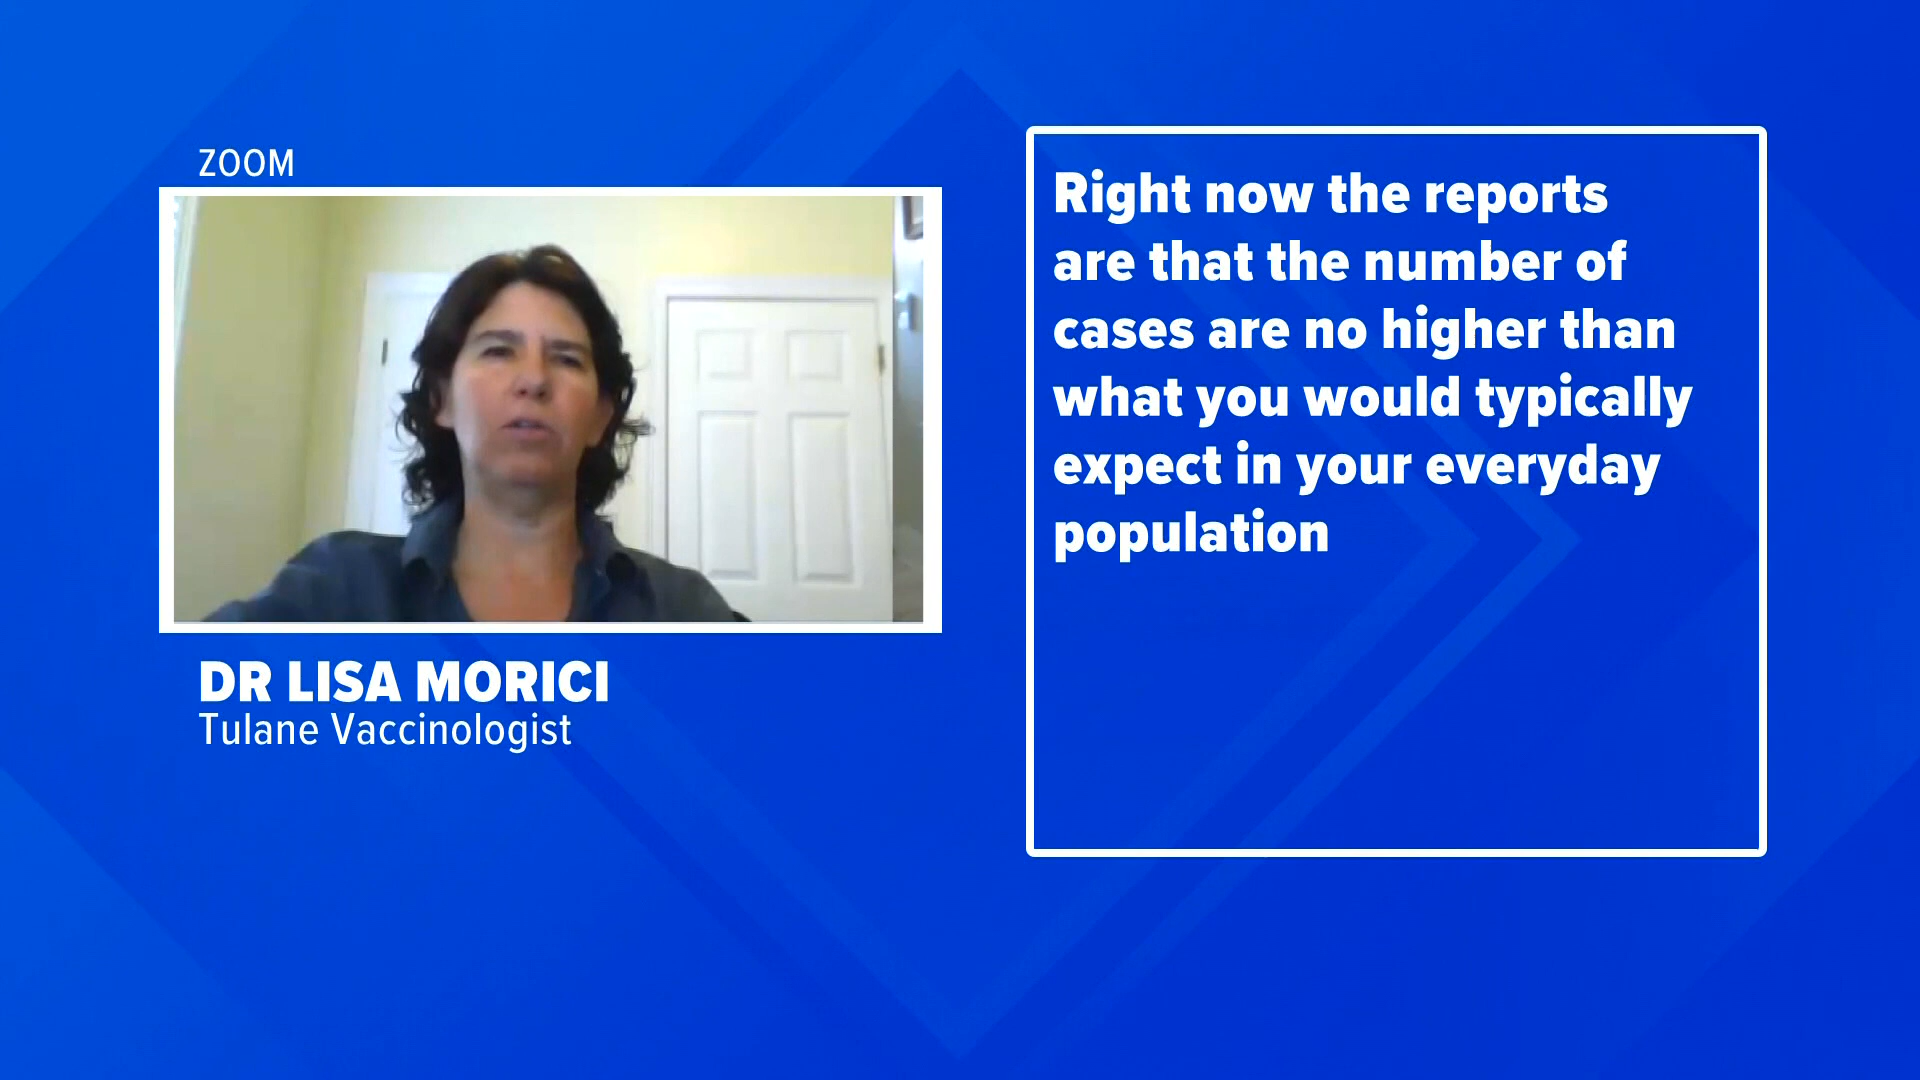 ZOOM
DR LISA MORICI
Tulane Vaccinologist
Right now the reports
are that the number of
cases are no higher than
what you would typically
expect in your everyday
population